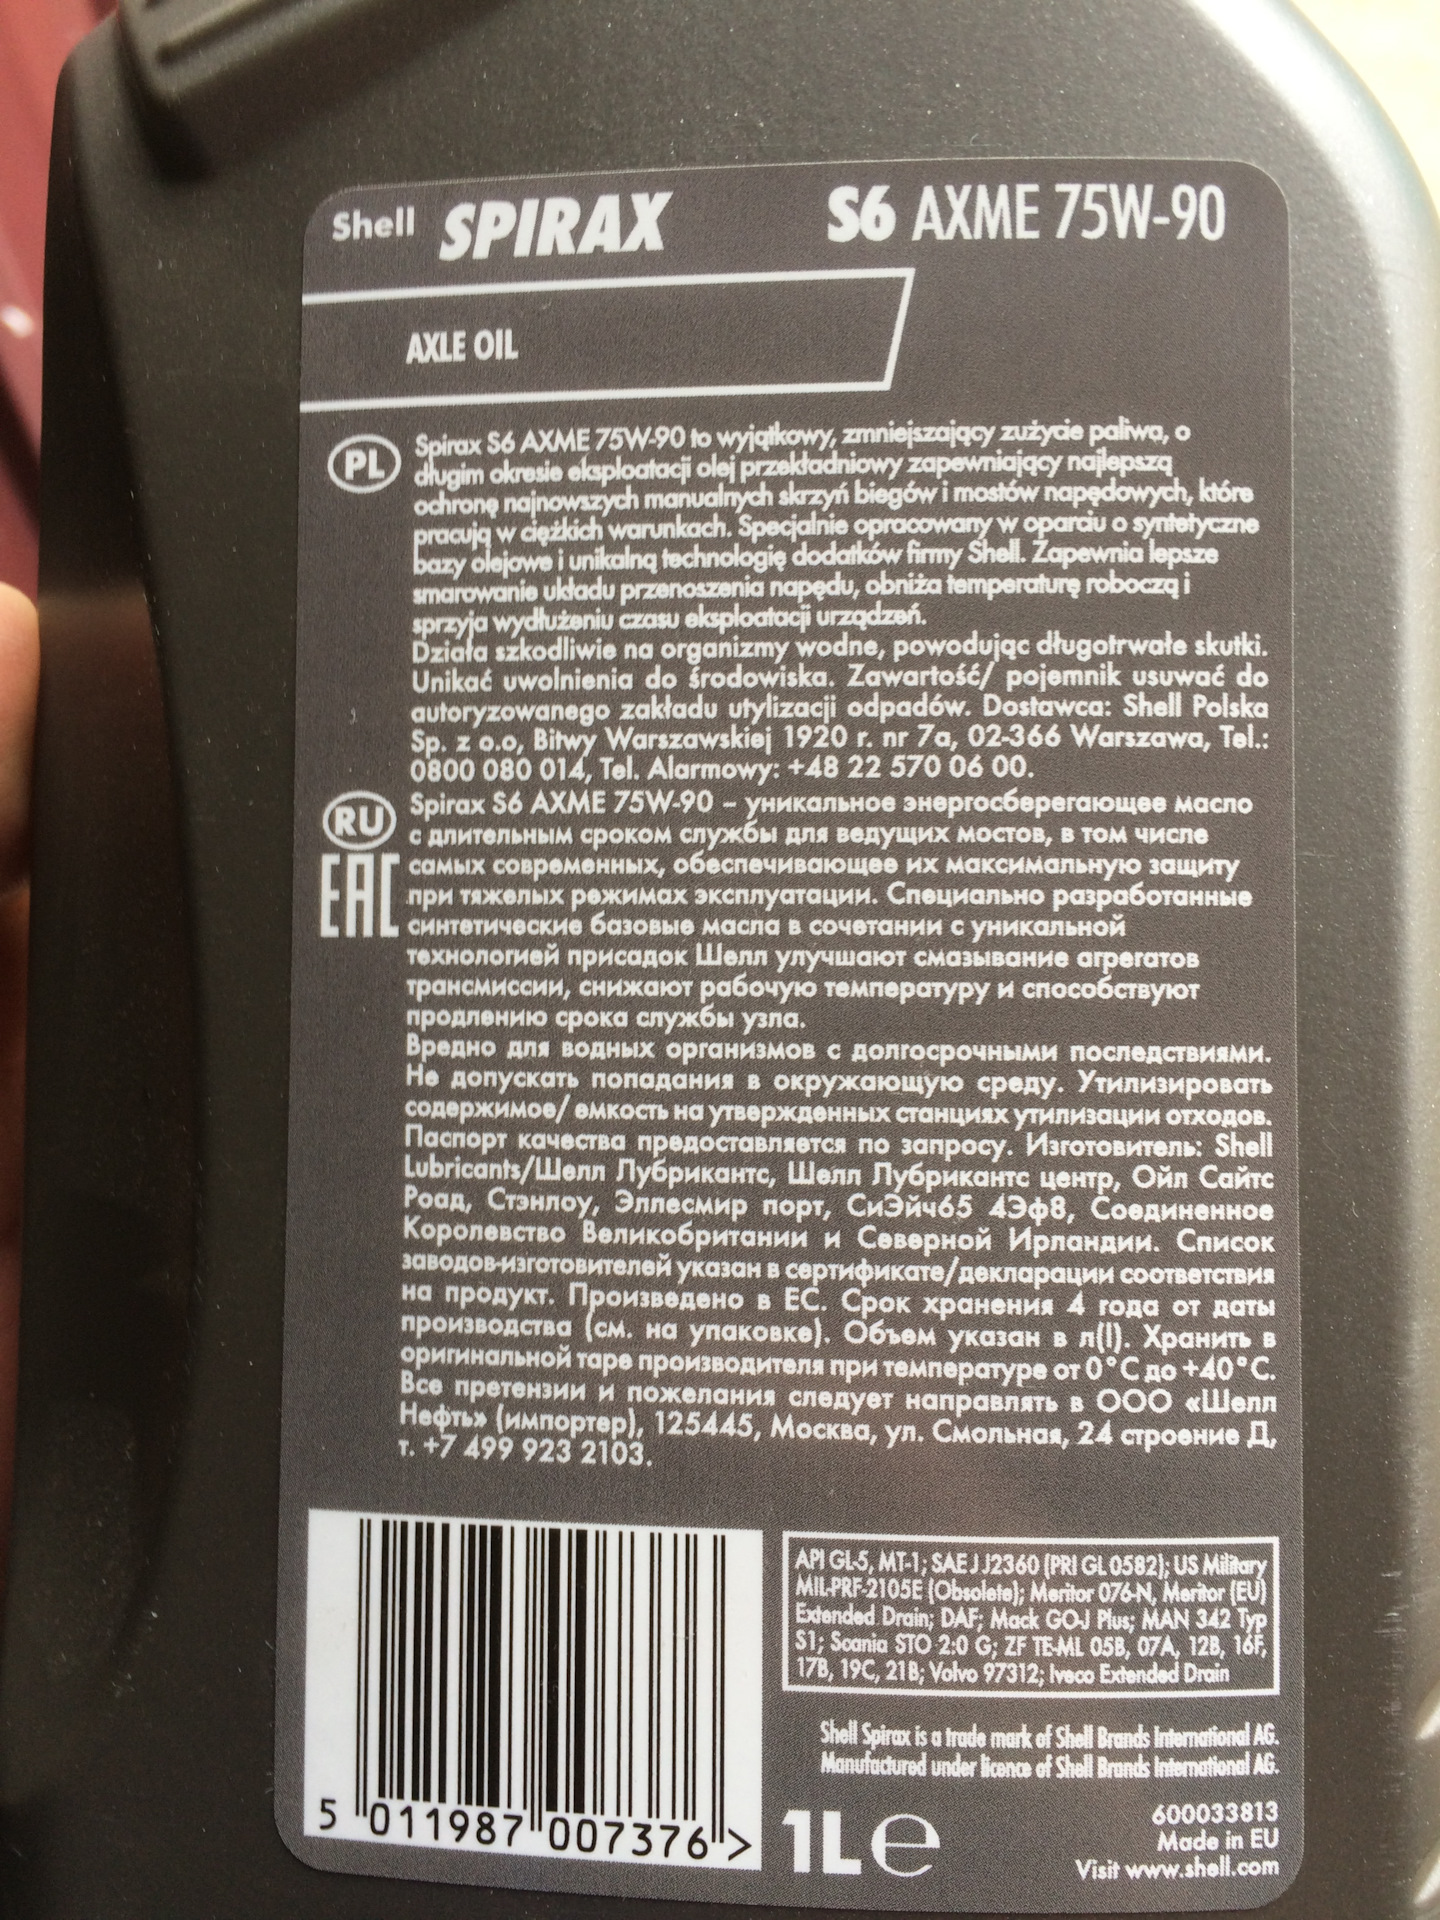 Shell SPIRAX S6 AXME 75W-90
AXLE OIL
PL
Spirax S6 AXME 75W-90 to wyjątkowy, zmniejszający zużycie paliwa, o
długim okresie eksploatacji olej przekładniowy zapewniający najlepszą
ochronę najnowszych manualnych skrzyń biegów i mostów napędowych, które
pracują w ciężkich warunkach. Specjalnie opracowany w oparciu o syntetyczne
bazy olejowe i unikalną technologię dodatków firmy Shell. Zapewnia lepsze
smarowanie układu przenoszenia napędu, obniża temperaturę roboczą i
sprzyja wydłużeniu czasu eksploatacji urządzeń.
Działa szkodliwie na organizmy wodne, powodując długotrwałe skutki.
Unikać uwolnienia do środowiska. Zawartość/ pojemnik usuwać do
autoryzowanego zakładu utylizacji odpadów. Dostawca: Shell Polska
Sp. z o.o, Bitwy Warszawskiej 1920 r. nr 7a, 02-366 Warszawa, Tel.:
0800 080 014, Tel. Alarmowy: +48 22 570 06 00.
RU
EAC
Spirax S6 AXME 75W-90 – уникальное энергосберегающее масло
с длительным сроком службы для ведущих мостов, в том числе
самых современных, обеспечивающее их максимальную защиту
при тяжелых режимах эксплуатации. Специально разработанные
синтетические базовые масла в сочетании с уникальной
технологией присадок Шелл улучшают смазывание агрегатов
трансмиссии, снижают рабочую температуру и способствуют
продлению срока службы узла.
Вредно для водных организмов с долгосрочными последствиями.
Не допускать попадания в окружающую среду. Утилизировать
содержимое/ емкость на утвержденных станциях утилизации отходов.
Паспорт качества предоставляется по запросу. Изготовитель: Shell
Lubricants/Шелл Лубрикантс, Шелл Лубрикантс центр, Ойл Сайтс
Роад, Стэнлоу, Эллесмир порт, СиЭйч65 4Эф8, Соединенное
Королевство Великобритании и Северной Ирландии. Список
заводов-изготовителей указан в сертификате/декларации соответствия
на продукт. Произведено в ЕС. Срок хранения 4 года от даты
производства (см. на упаковке). Объем указан в л(l). Хранить в
оригинальной таре производителя при температуре от 0°C до +40°C.
Все претензии и пожелания следует направлять в ООО «Шелл
Нефть» (импортер), 125445, Москва, ул. Смольная, 24 строение Д,
т. +7 499 923 2103.
API GL-5, MT-1; SAE J J2360 (PRI GL 0582); US Military
MIL-PRF-2105E (Obsolete); Meritor 076-N, Meritor (EU)
Extended Drain; DAF; Mack GO-J Plus; MAN 342 Typ
S1; Scania STO 2:0 G; ZF TE-ML 05B, 07A, 12B, 16F,
17B, 19C, 21B; Volvo 97312; Iveco Extended Drain
Shell Spirax is a trade mark of Shell Brands International AG.
Manufactured under licence of Shell Brands International AG.
5 011987 007376 >
1L e
600033813
Made in EU
Visit www.shell.com